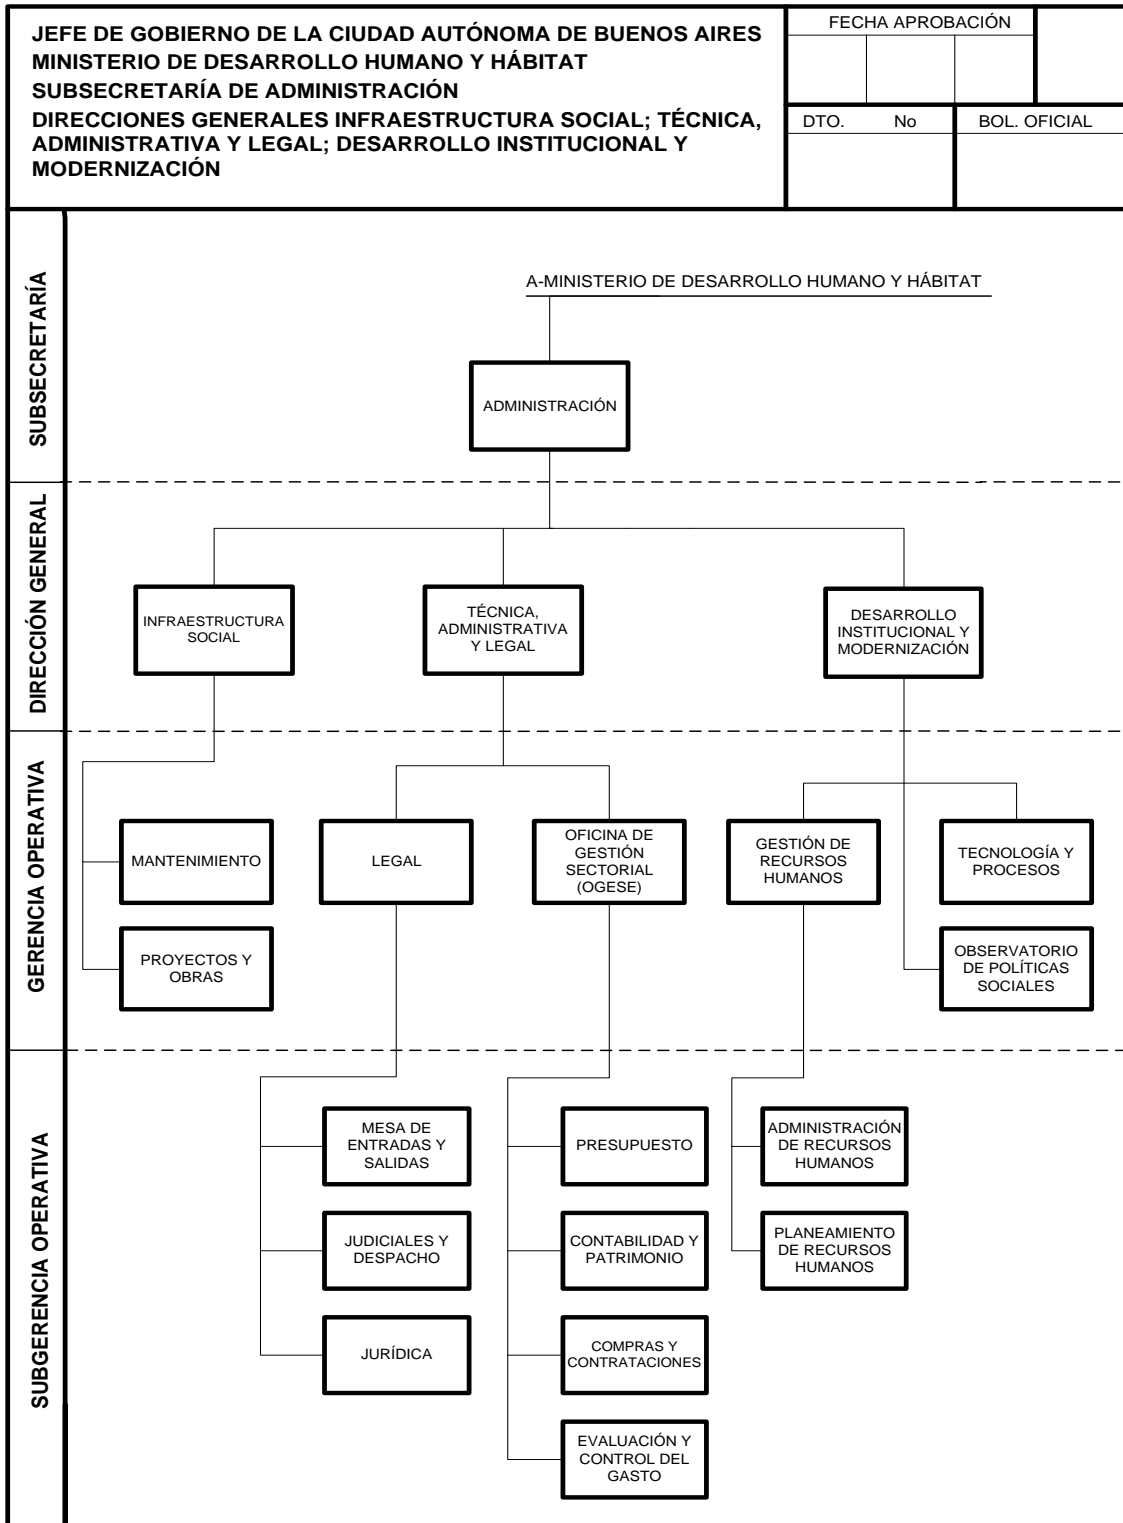 JEFE DE GOBIERNO DE LA CIUDAD AUTÓNOMA DE BUENOS AIRES
MINISTERIO DE DESARROLLO HUMANO Y HÁBITAT
SUBSECRETARÍA DE ADMINISTRACIÓN
DIRECCIONES GENERALES INFRAESTRUCTURA SOCIAL; TÉCNICA,
ADMINISTRATIVA Y LEGAL; DESARROLLO INSTITUCIONAL Y
MODERNIZACIÓN
FECHA APROBACIÓN
DTO. No
BOL. OFICIAL
SUBSECRETARÍA
A-MINISTERIO DE DESARROLLO HUMANO Y HÁBITAT
ADMINISTRACIÓN
DIRECCIÓN GENERAL
INFRAESTRUCTURA
SOCIAL
TÉCNICA,
ADMINISTRATIVA
Y LEGAL
DESARROLLO
INSTITUCIONAL Y
MODERNIZACIÓN
GERENCIA OPERATIVA
MANTENIMIENTO
LEGAL
OFICINA DE
GESTIÓN
SECTORIAL
(OGESE)
GESTIÓN DE
RECURSOS
HUMANOS
TECNOLOGÍA Y
PROCESOS
PROYECTOS Y
OBRAS
OBSERVATORIO
DE POLÍTICAS
SOCIALES
SUBGERENCIA OPERATIVA
MESA DE
ENTRADAS Y
SALIDAS
PRESUPUESTO
ADMINISTRACIÓN
DE RECURSOS
HUMANOS
JUDICIALES Y
DESPACHO
CONTABILIDAD Y
PATRIMONIO
PLANEAMIENTO
DE RECURSOS
HUMANOS
JURÍDICA
COMPRAS Y
CONTRATACIONES
EVALUACIÓN Y
CONTROL DEL
GASTO